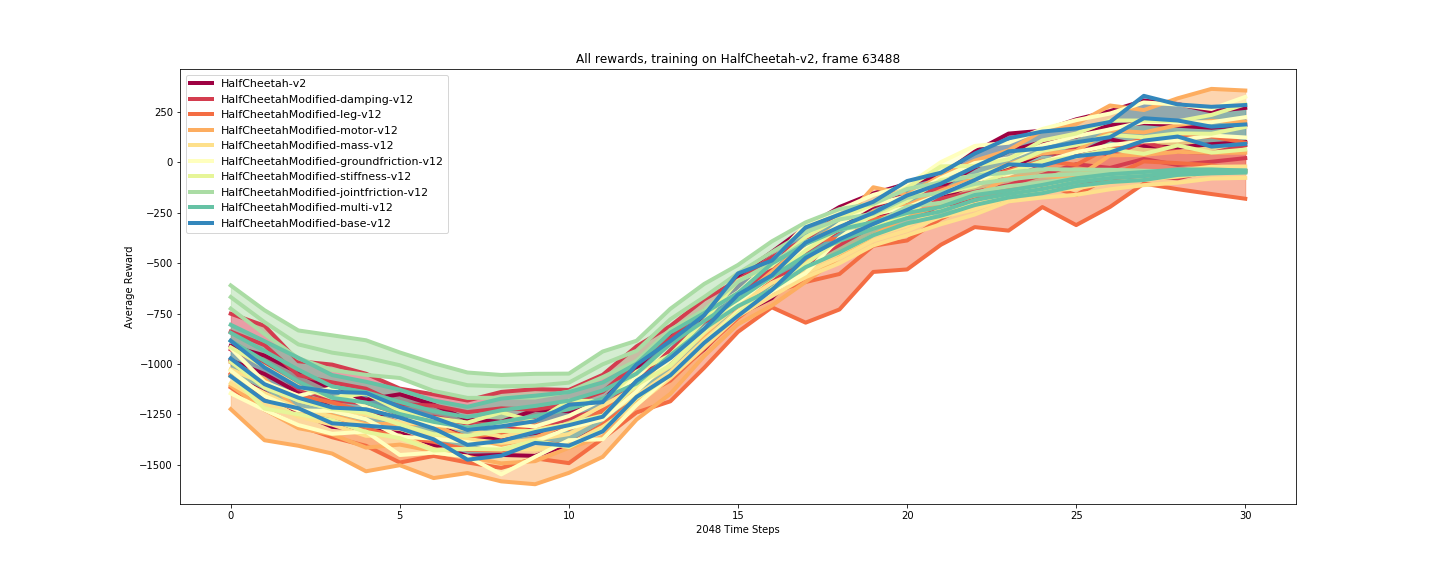 All rewards, training on HalfCheetah-v2, frame 63488
HalfCheetah-v2
HalfCheetahModified-damping-v12
HalfCheetahModified-leg-v12
HalfCheetahModified-motor-v12
HalfCheetahModified-mass-v12
HalfCheetahModified-groundfriction-v12
HalfCheetahModified-stiffness-v12
HalfCheetahModified-jointfriction-v12
HalfCheetahModified-multi-v12
HalfCheetahModified-base-v12
Average Reward
250
0
−250
−500
−750
−1000
−1250
−1500
0 5 10 15 20 25 30
2048 Time Steps